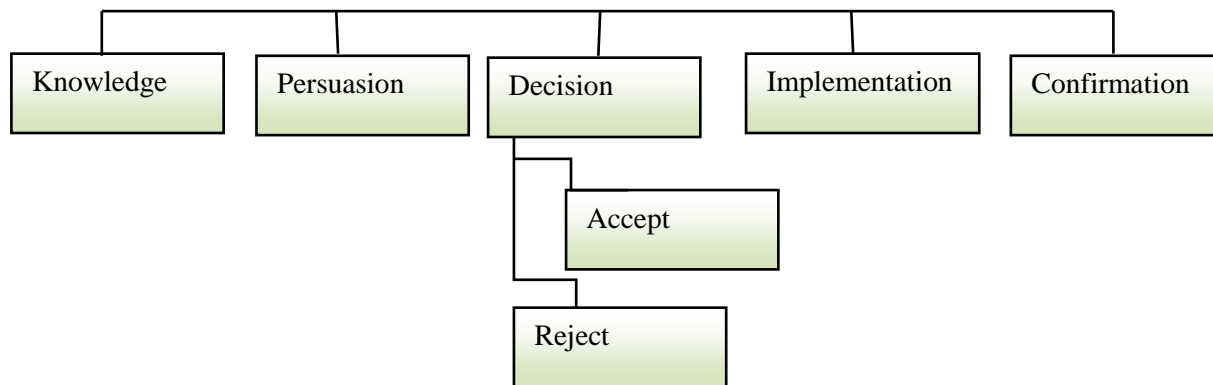 Knowledge
Persuasion
Decision
Implementation
Confirmation
Accept
Reject